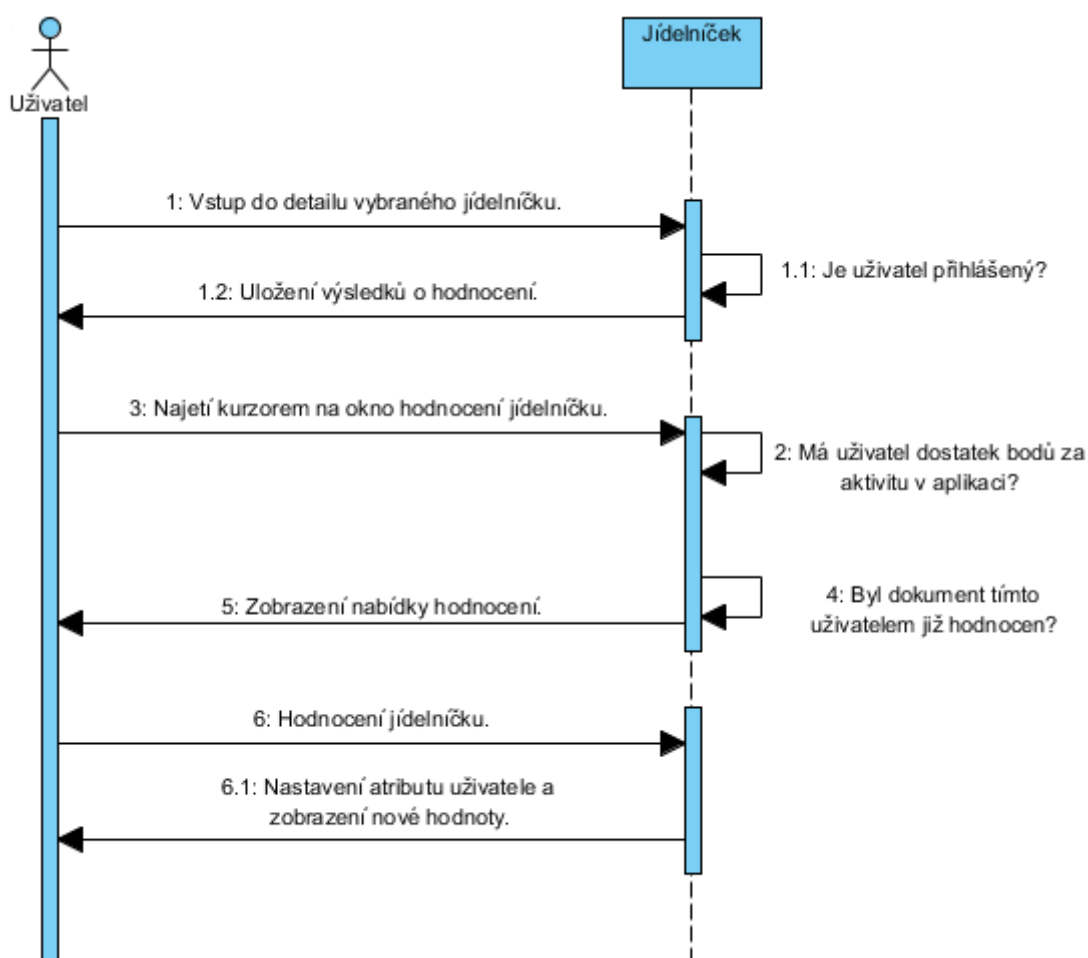 Jídelníček
Uživatel
1: Vstup do detailu vybraného jídelníčku.
1.1: Je uživatel přihlášený?
1.2: Uložení výsledků o hodnocení.
3: Najetí kurzorem na okno hodnocení jídelníčku.
2: Má uživatel dostatek bodů za
aktivitu v aplikaci?
4: Byl dokument tímto
uživatelem již hodnocen?
5: Zobrazení nabídky hodnocení.
6: Hodnocení jídelníčku.
6.1: Nastavení atributu uživatele a
zobrazení nové hodnoty.